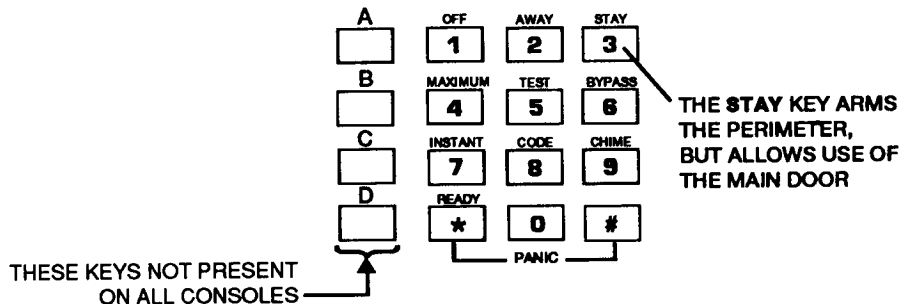 A OFF AWAY STAY
1 2 3
B MAXIMUM TEST BYPASS
4 5 6
C INSTANT CODE CHIME
7 8 9
D READY
* 0 #
PANIC
THE STAY KEY ARMS
THE PERIMETER,
BUT ALLOWS USE OF
THE MAIN DOOR
THESE KEYS NOT PRESENT
ON ALL CONSOLES